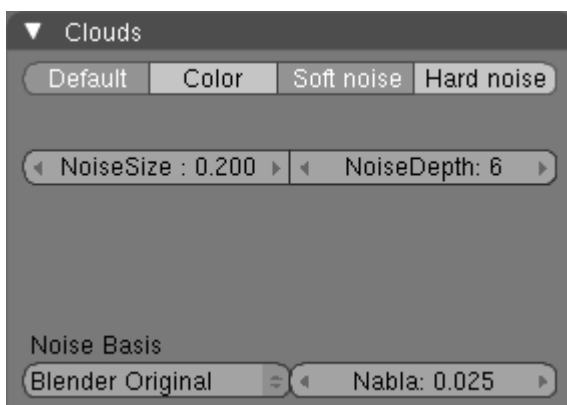 Clouds
Default Color Soft noise Hard noise
NoiseSize : 0.200 NoiseDepth: 6
Noise Basis
Blender Original Nabla: 0.025